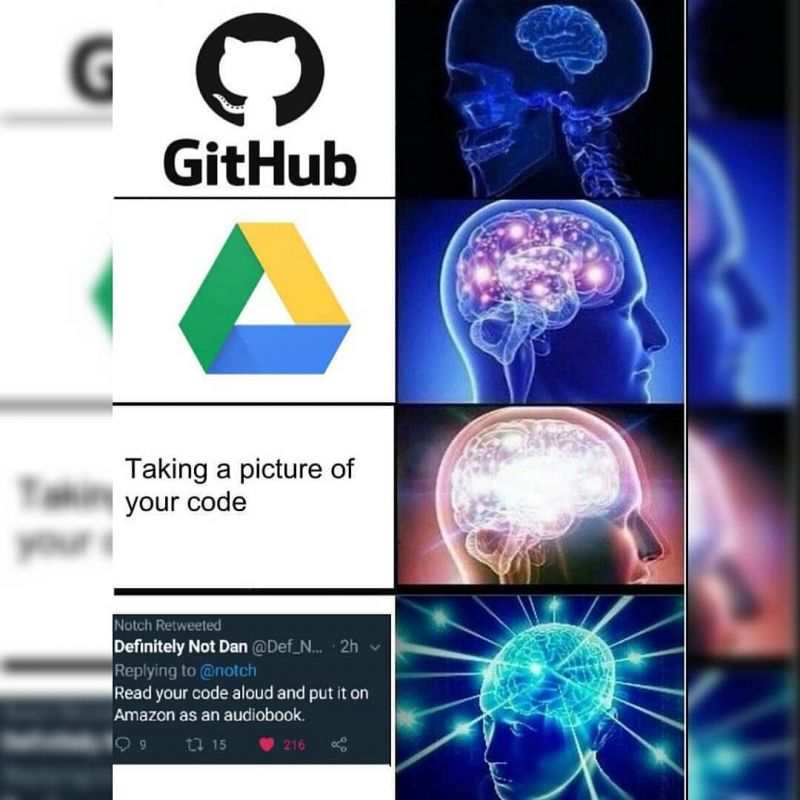 GitHub
Taking a picture of
your code
Notch Retweeted
Definitely Not Dan @Def_N... · 2h
Replying to @notch
Read your code aloud and put it on
Amazon as an audiobook.
9 15 216